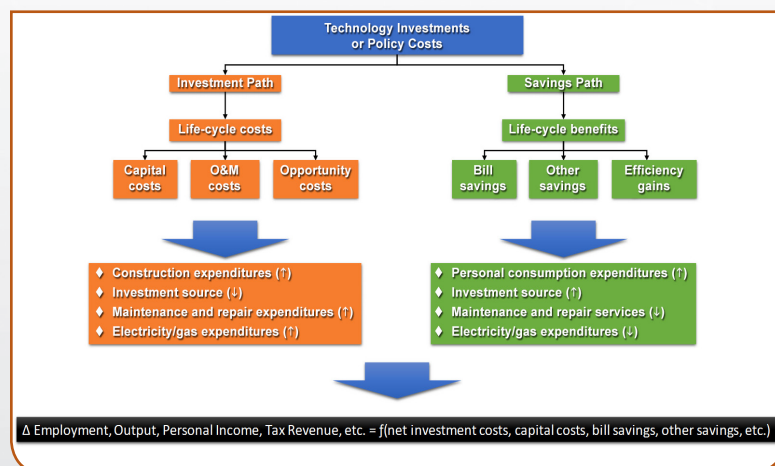 Technology Investments
or Policy Costs
Investment Path
Savings Path
Life-cycle costs
Life-cycle benefits
Capital
costs
O&M
costs
Opportunity
costs
Bill
savings
Other
savings
Efficiency
gains
♦ Construction expenditures (↑)
♦ Investment source (↓)
♦ Maintenance and repair expenditures (↑)
♦ Electricity/gas expenditures (↑)
♦ Personal consumption expenditures (↑)
♦ Investment source (↑)
♦ Maintenance and repair services (↓)
♦ Electricity/gas expenditures (↓)
Δ Employment, Output, Personal Income, Tax Revenue, etc. = ƒ(net investment costs, capital costs, bill savings, other savings, etc.)